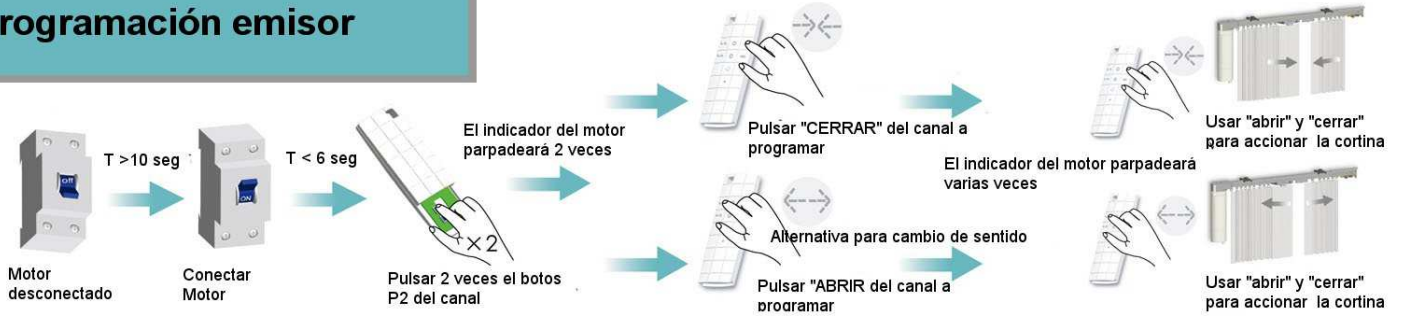 rogramación emisor
off
T >10 seg
ON
T < 6 seg
×2
Motor
desconectado
Conectar
Motor
Pulsar 2 veces el botos
P2 del canal
El indicador del motor
parpadeará 2 veces
Pulsar "CERRAR" del canal a
programar
Alternativa para cambio de sentido
Pulsar "ABRIR del canal a
programar
El indicador del motor parpadeará
varias veces
Usar "abrir" y "cerrar"
para accionar la cortina
Usar "abrir" y "cerrar"
para accionar la cortina